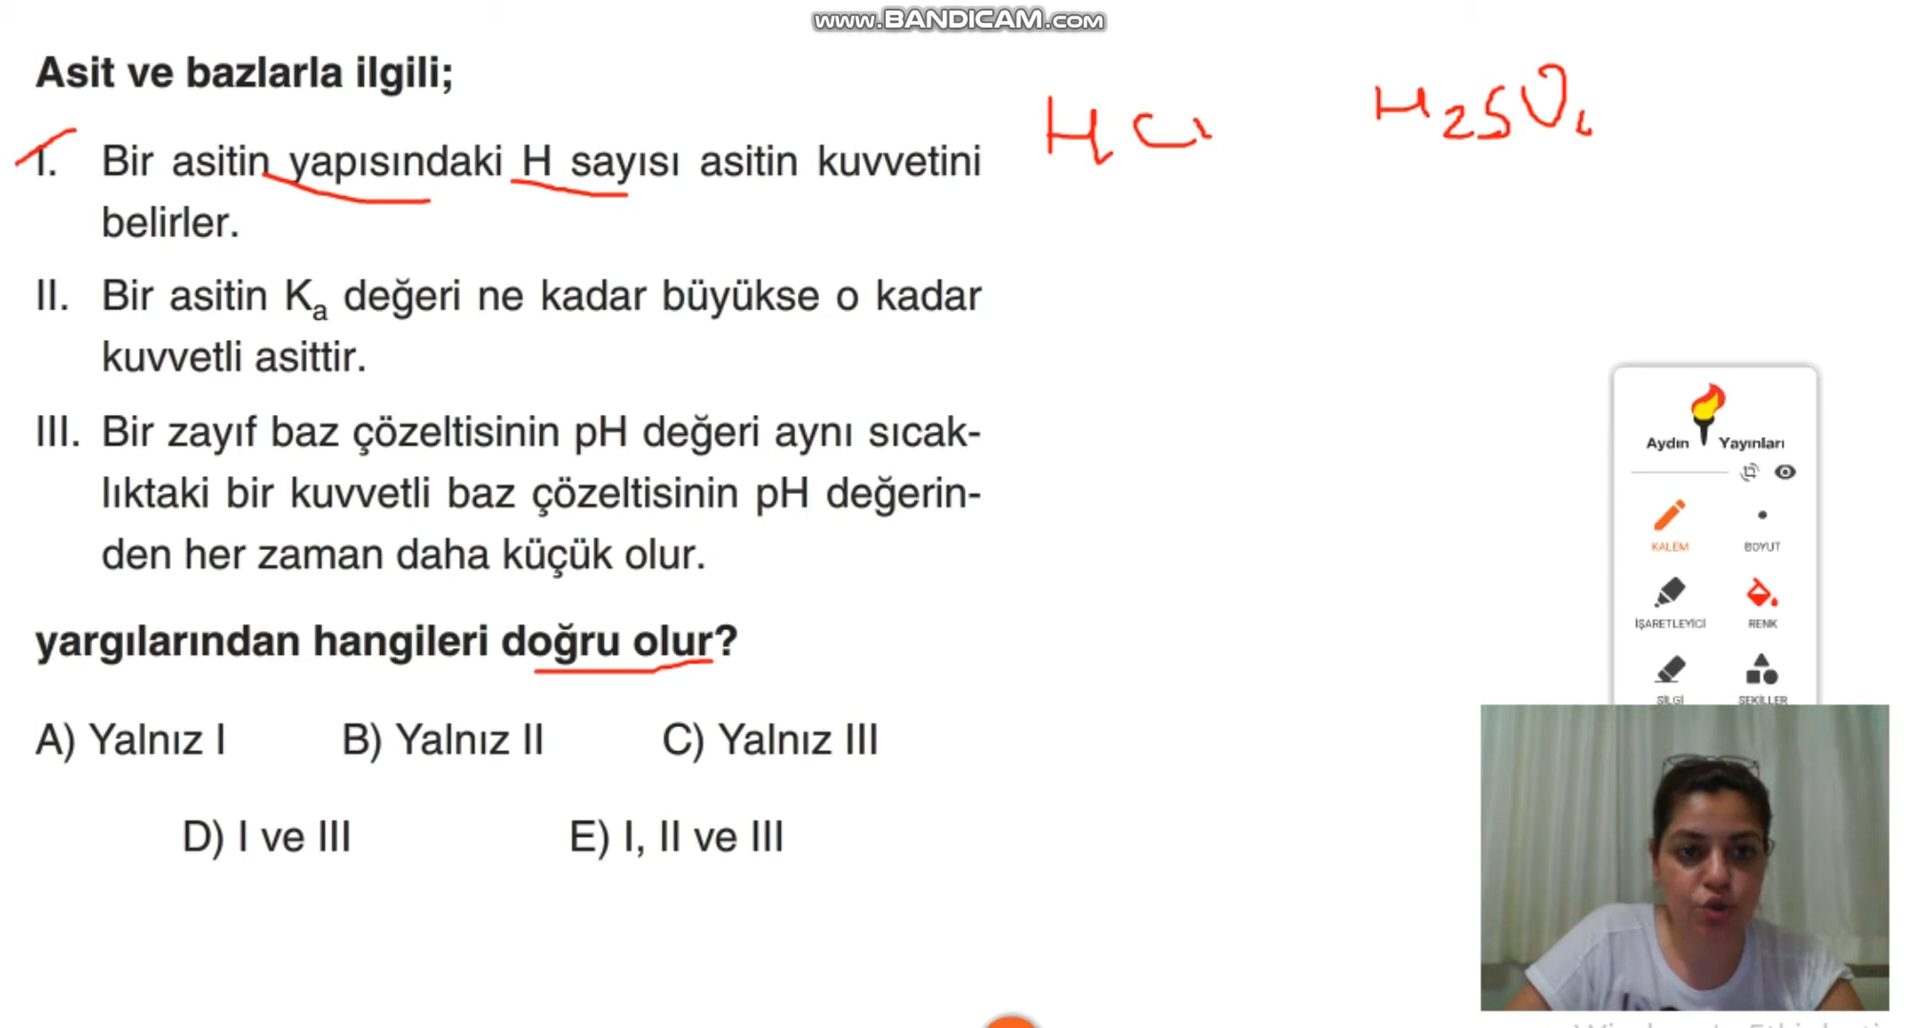 www.BANDICAM.com
Asit ve bazlarla ilgili;
HCl
H2SO
I. Bir asitin yapısındaki H sayısı asitin kuvvetini
belirler.
II. Bir asitin Ka değeri ne kadar büyükse o kadar
kuvvetli asittir.
III. Bir zayıf baz çözeltisinin pH değeri aynı sıcak-
lıktaki bir kuvvetli baz çözeltisinin pH değerin-
den her zaman daha küçük olur.
yargılarından hangileri doğru olur?
A) Yalnız I B) Yalnız II C) Yalnız III
D) I ve III E) I, II ve III
Aydın Yayınları
KALEM BOYUT
İŞARETLEYİCİ RENK
SİLGİ ŞEKİLLER